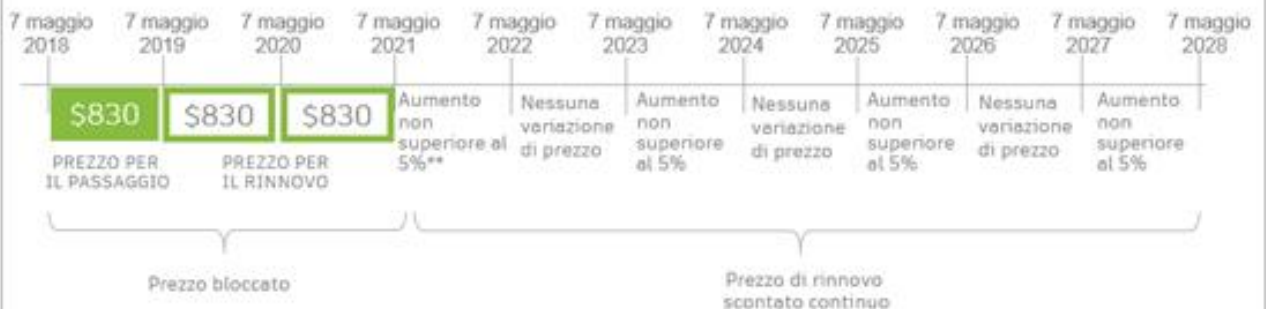 7 maggio 2018
7 maggio 2019
7 maggio 2020
7 maggio 2021
7 maggio 2022
7 maggio 2023
7 maggio 2024
7 maggio 2025
7 maggio 2026
7 maggio 2027
7 maggio 2028
$830
$830
$830
PREZZO PER
IL PASSAGGIO
PREZZO PER
IL RINNOVO
Aumento
non
superiore al
5%**
Nessuna
variazione
di prezzo
Aumento
non
superiore
al 5%
Nessuna
variazione
di prezzo
Aumento
non
superiore
al 5%
Nessuna
variazione
di prezzo
Aumento
non
superiore
al 5%
Prezzo bloccato
Prezzo di rinnovo
scontato continuo